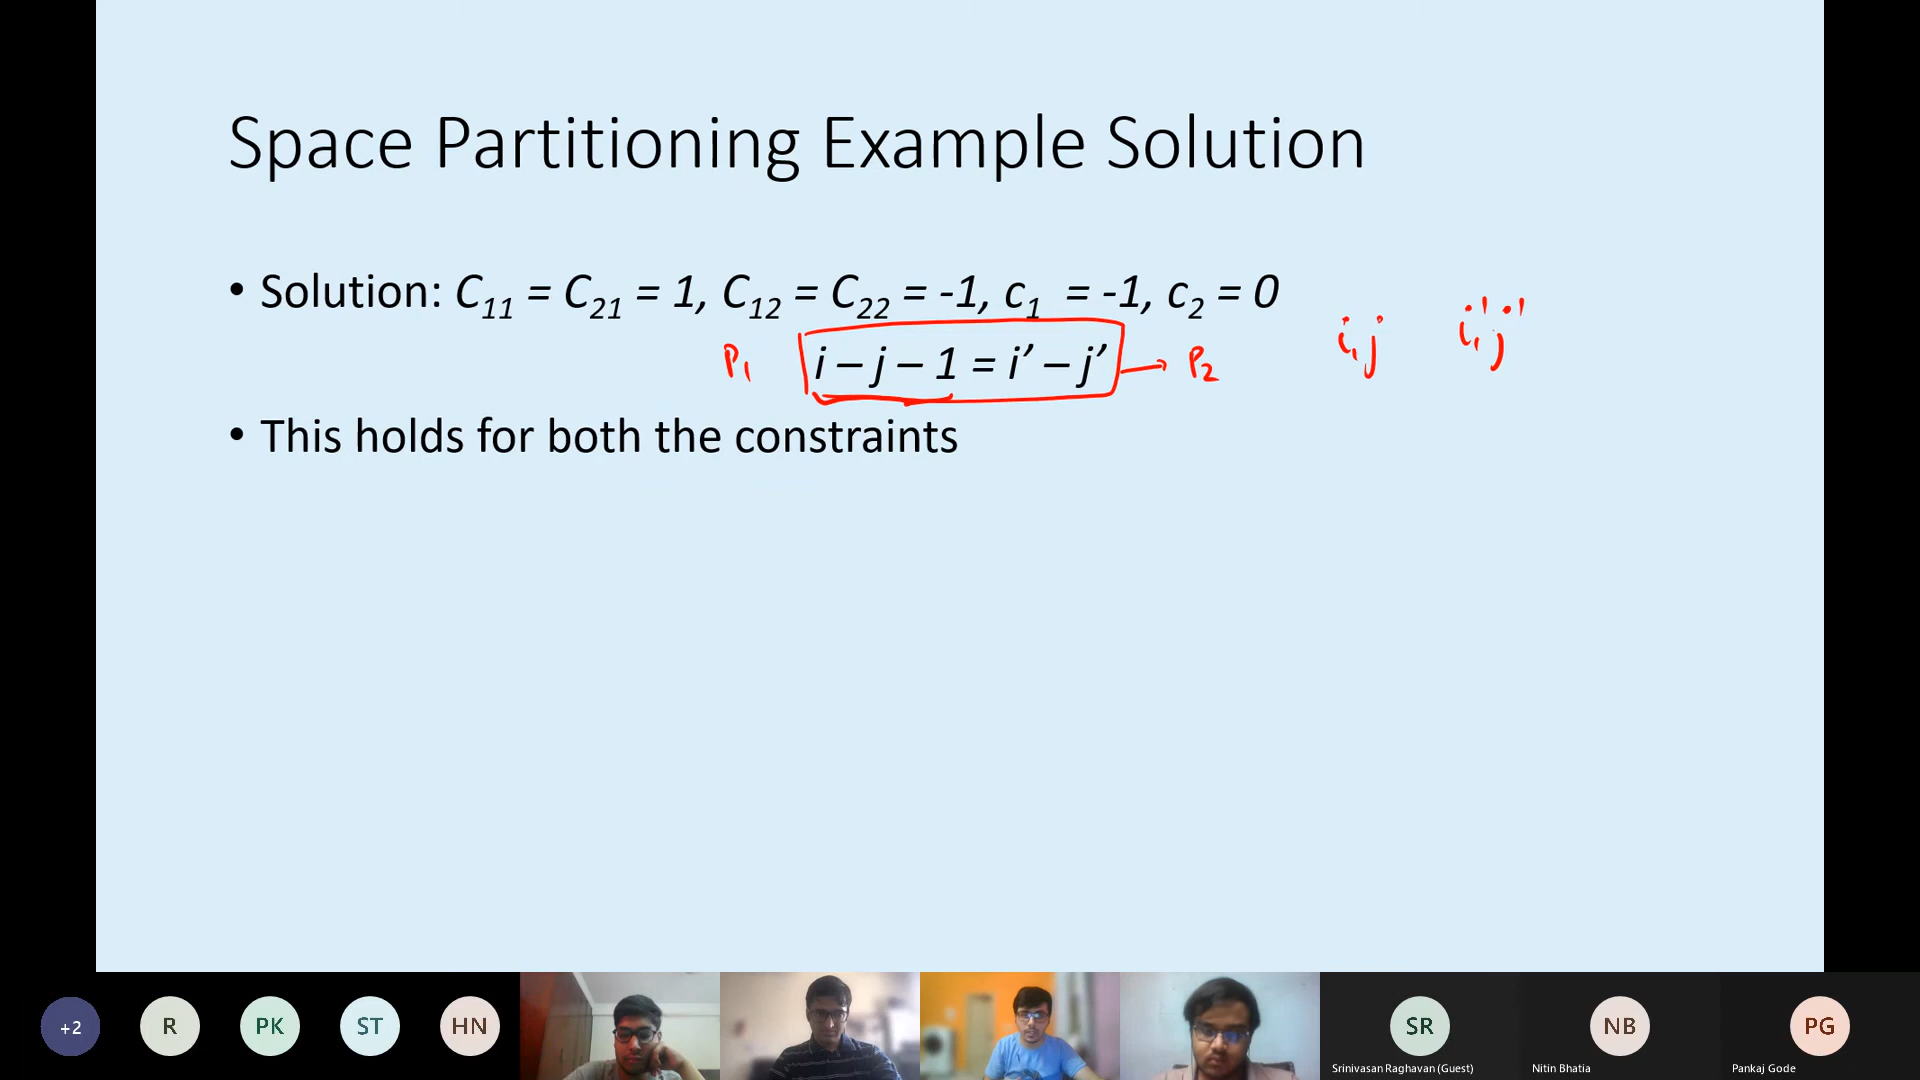 Space Partitioning Example Solution
• Solution: C₁₁ = C₂₁ = 1, C₁₂ = C₂₂ = -1, c₁ = -1, c₂ = 0
P₁ i – j – 1 = i′ – j′ → P₂ i, j i′, j′
• This holds for both the constraints
+2 R PK ST HN SR NB PG
Srinivasan Raghavan (Guest) Nitin Bhatia Pankaj Gode